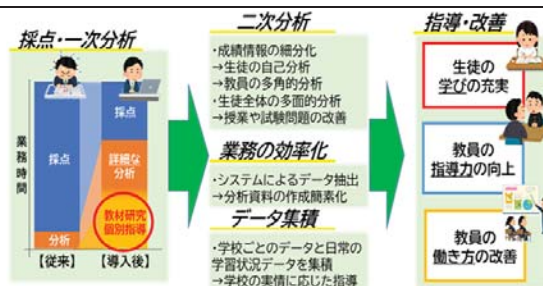 採点・一次分析
業務時間
採点
分析
【従来】
採点
詳細な
分析
教材研究
個別指導
【導入後】
二次分析
・成績情報の細分化
→生徒の自己分析
→教員の多角的分析
・生徒全体の多面的分析
→授業や試験問題の改善
業務の効率化
・システムによるデータ抽出
→分析資料の作成簡素化
データ集積
・学校ごとのデータと日常の
学習状況データを集積
→学校の実情に応じた指導
指導・改善
生徒の
学びの充実
教員の
指導力の向上
教員の
働き方の改善